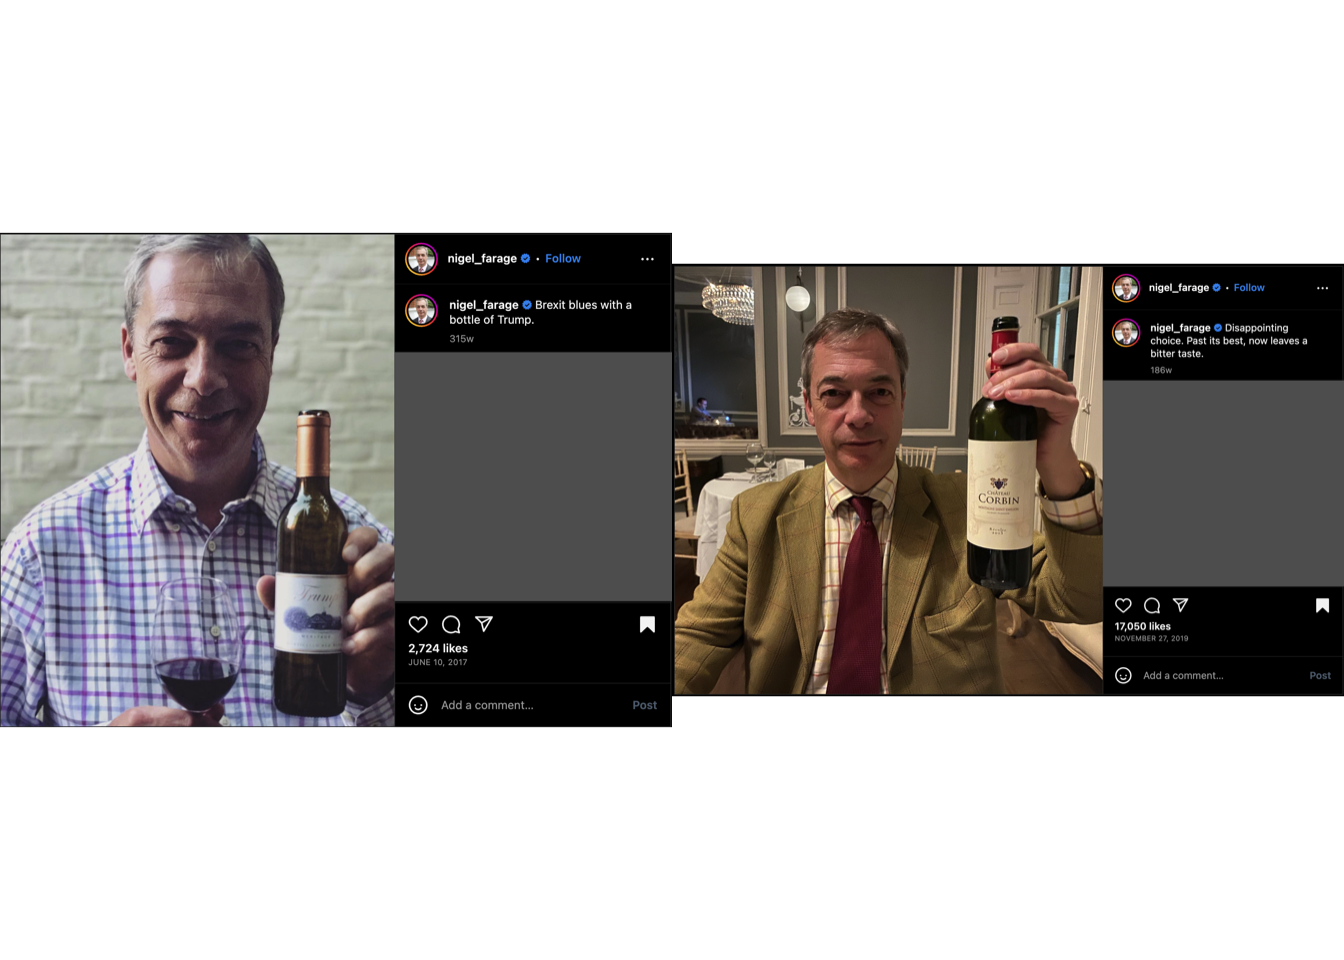 nigel_farage • Follow
nigel_farage Brexit blues with a
bottle of Trump.
315w
2,724 likes
JUNE 10, 2017
Add a comment...
Post
Trump
nigel_farage • Follow
nigel_farage Disappointing
choice. Past its best, now leaves a
bitter taste.
186w
17,050 likes
NOVEMBER 27, 2019
Add a comment...
Post
CHÂTEAU
CORBIN